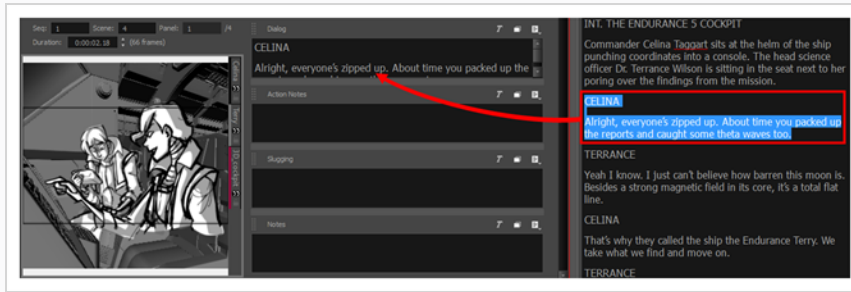 Seq: 1 Scene: 4 Panel: 1 /4
Duration: 0:00:02.18 (66 frames)
Celina
Terry
3D_cockpit
Dialog
CELINA
Alright, everyone's zipped up. About time you packed up the
Action Notes
Slugging
Notes
INT. THE ENDURANCE 5 COCKPIT
Commander Celina Taggart sits at the helm of the ship
punching coordinates into a console. The head science
officer Dr. Terrance Wilson is sitting in the seat next to her
poring over the findings from the mission.
CELINA
Alright, everyone's zipped up. About time you packed up
the reports and caught some theta waves too.
TERRANCE
Yeah I know. I just can't believe how barren this moon is.
Besides a strong magnetic field in its core, it's a total flat
line.
CELINA
That's why they called the ship the Endurance Terry. We
take what we find and move on.
TERRANCE